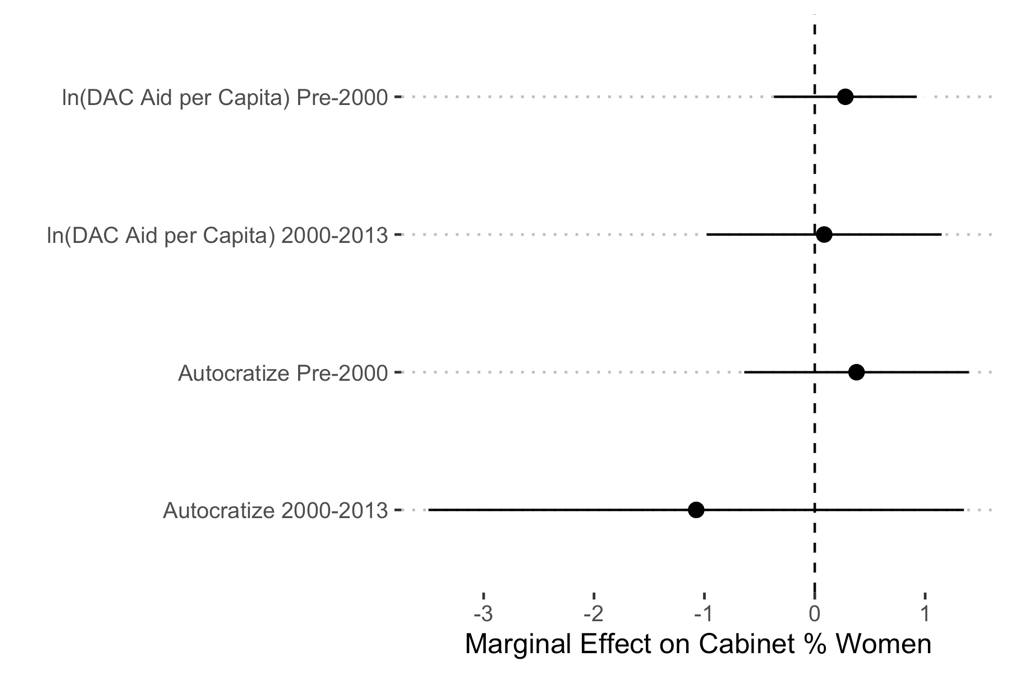 ln(DAC Aid per Capita) Pre-2000
ln(DAC Aid per Capita) 2000-2013
Autocratize Pre-2000
Autocratize 2000-2013
-3 -2 -1 0 1
Marginal Effect on Cabinet % Women